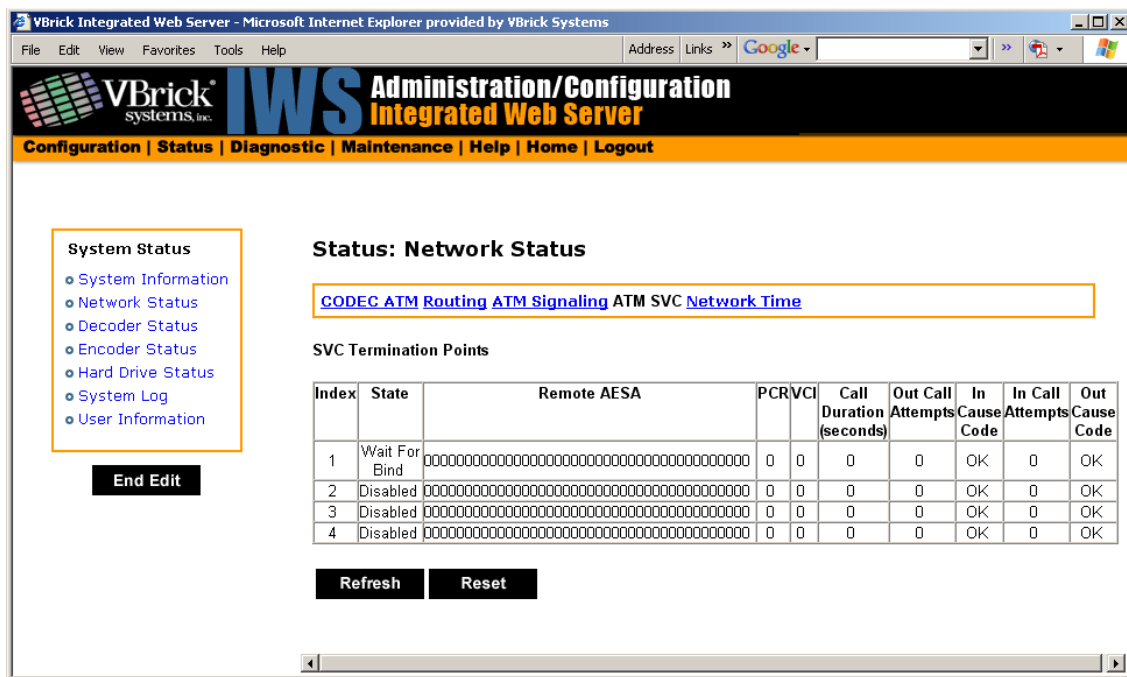 VBrick Integrated Web Server - Microsoft Internet Explorer provided by VBrick Systems
File Edit View Favorites Tools Help Address Links » Google »
VBrick systems, inc. IWS Administration/Configuration
Integrated Web Server
Configuration | Status | Diagnostic | Maintenance | Help | Home | Logout
System Status
System Information
Network Status
Decoder Status
Encoder Status
Hard Drive Status
System Log
User Information
End Edit
Status: Network Status
CODEC ATM Routing ATM Signaling ATM SVC Network Time
SVC Termination Points
Index State Remote AESA PCR VCI Call Duration (seconds) Out Call Attempts In Cause Code In Call Attempts Out Cause Code
1 Wait For Bind 0000000000000000000000000000000000000000 0 0 0 0 OK 0 OK
2 Disabled 0000000000000000000000000000000000000000 0 0 0 0 OK 0 OK
3 Disabled 0000000000000000000000000000000000000000 0 0 0 0 OK 0 OK
4 Disabled 0000000000000000000000000000000000000000 0 0 0 0 OK 0 OK
Refresh Reset